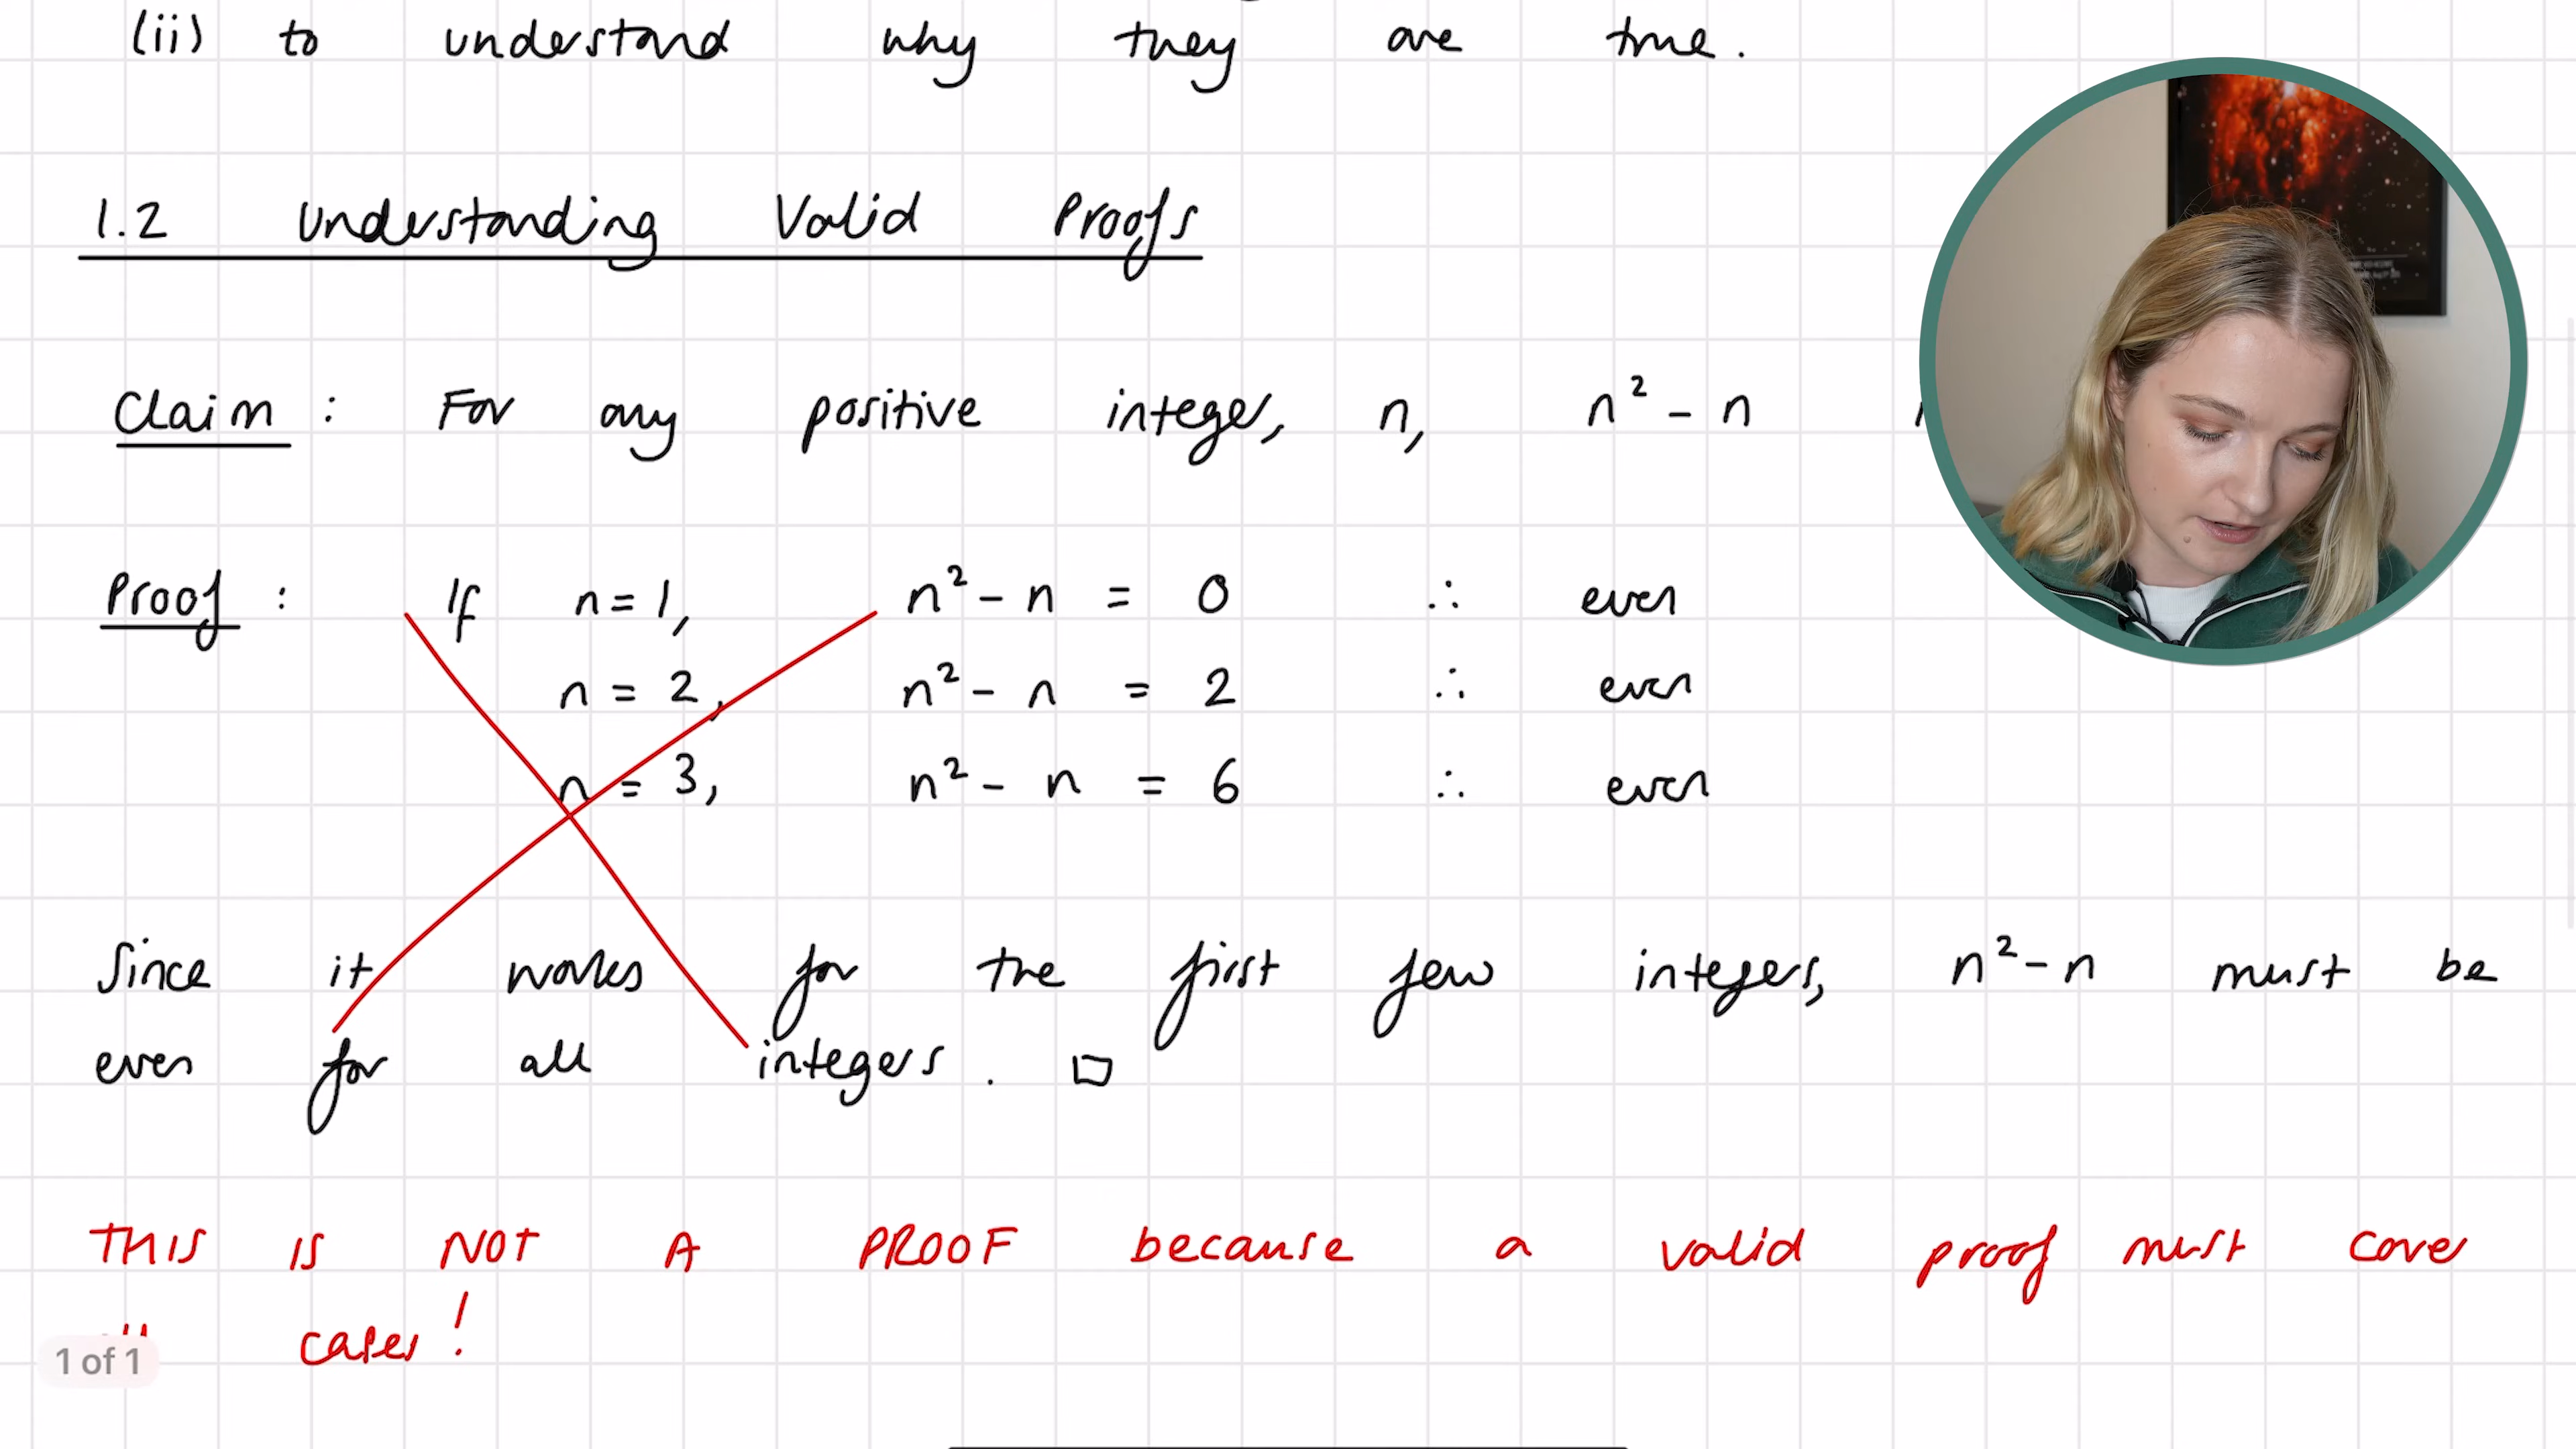 (ii) to understand why they are true.
1.2 Understanding Valid Proofs
Claim : For any positive integer, n, n² - n
Proof : If n = 1, n² - n = 0 ∴ even
n = 2, n² - n = 2 ∴ even
n = 3, n² - n = 6 ∴ even
Since it works for the first few integers, n² - n must be
even for all integers. □
THIS IS NOT A PROOF because a valid proof must cover
cases!
1 of 1